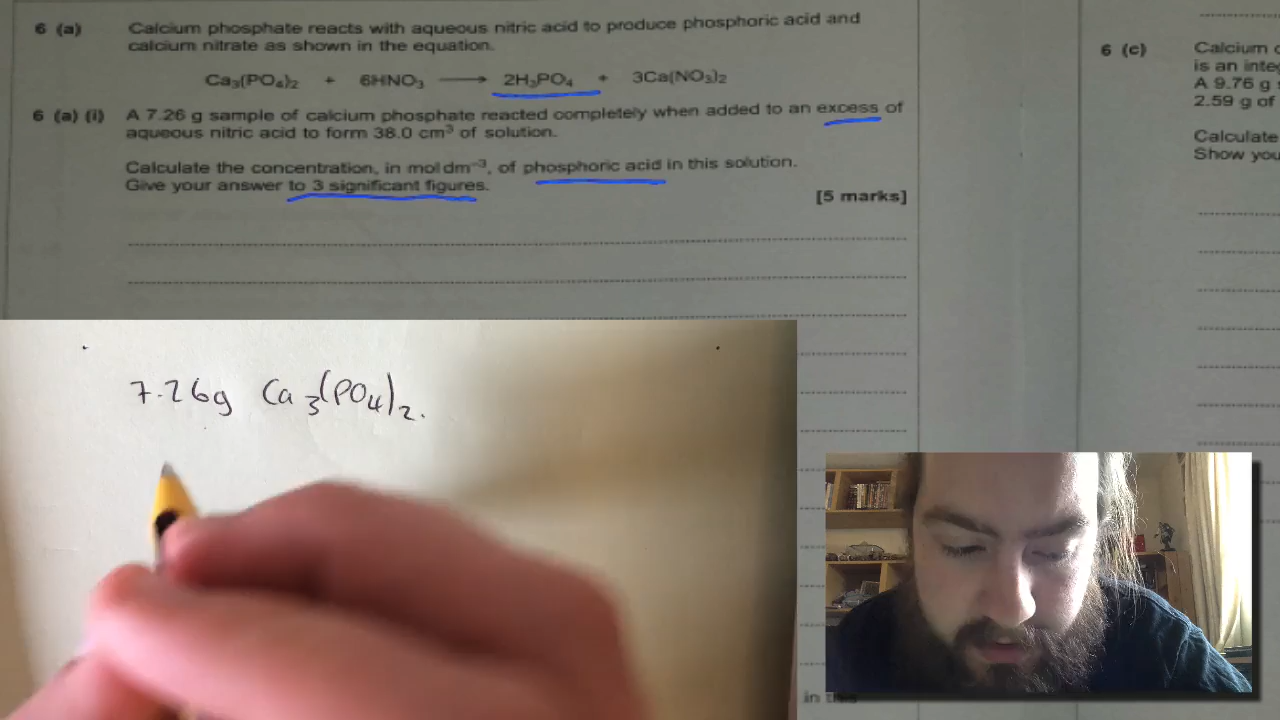 6 (a) Calcium phosphate reacts with aqueous nitric acid to produce phosphoric acid and
calcium nitrate as shown in the equation.
Ca₃(PO₄)₂ + 6HNO₃ ⟶ 2H₃PO₄ + 3Ca(NO₃)₂
6 (a) (i) A 7.26 g sample of calcium phosphate reacted completely when added to an excess of
aqueous nitric acid to form 38.0 cm³ of solution.
Calculate the concentration, in mol dm⁻³, of phosphoric acid in this solution.
Give your answer to 3 significant figures.
[5 marks]
6 (c) Calcium
is an
A 9.76 g
2.59 g of
Calculate
Show
7.26g Ca₃(PO₄)₂.
in